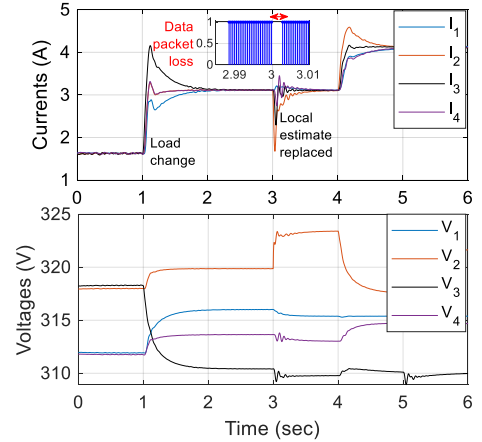 Data
packet
loss
1
0.5
0
2.99 3 3.01
5
4
3
2
1
Currents (A)
Load
change
Local
estimate
replaced
I1
I2
I3
I4
0 1 2 3 4 5 6
325
320
315
310
Voltages (V)
V1
V2
V3
V4
0 1 2 3 4 5 6
Time (sec)